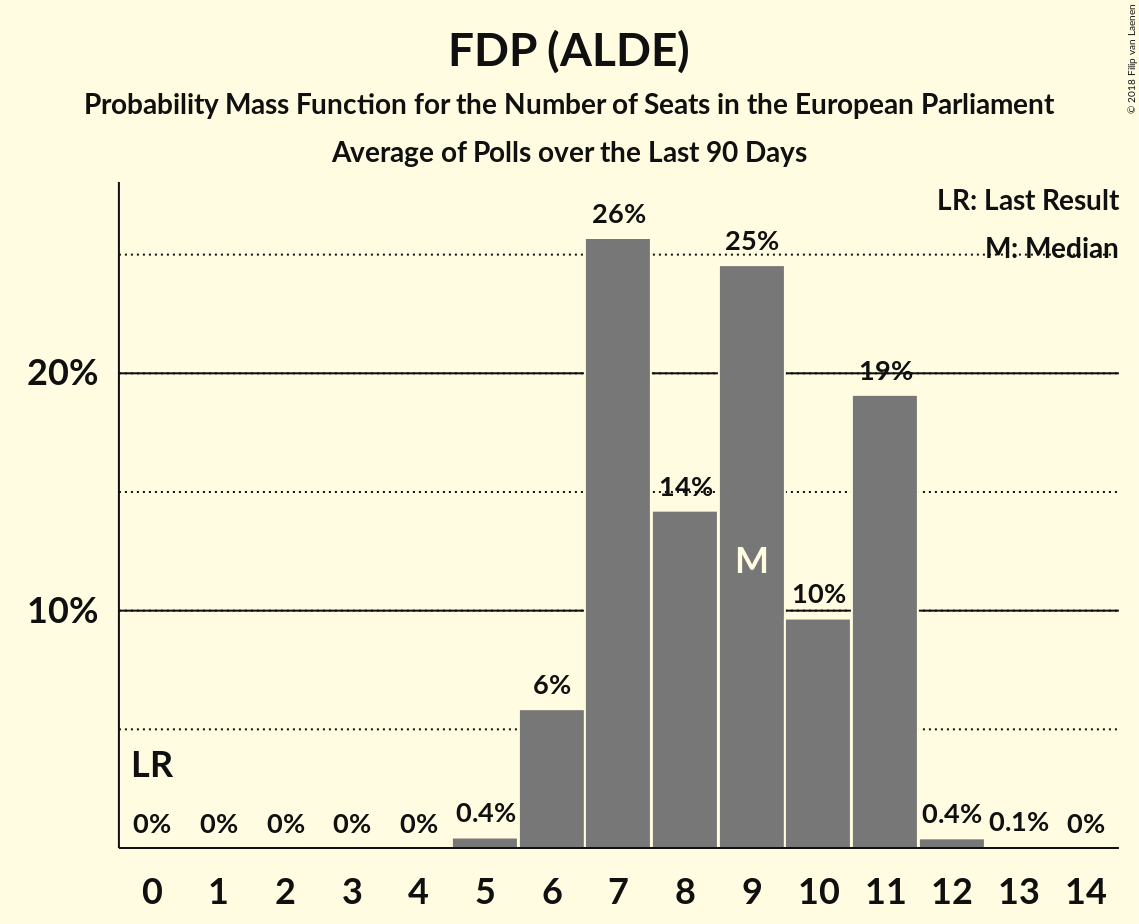 FDP (ALDE)
Probability Mass Function for the Number of Seats in the European Parliament
Average of Polls over the Last 90 Days
© 2018 Filip van Laenen
LR: Last Result
M: Median
26%
25%
20%
19%
14%
M
10%
10%
6%
LR
0% 0% 0% 0% 0% 0.4% 0.4% 0.1% 0%
0 1 2 3 4 5 6 7 8 9 10 11 12 13 14